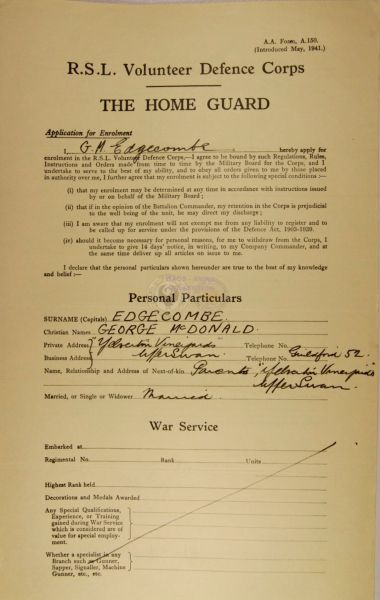 A.A. Form, A.150.
(Introduced May, 1941.)
R.S.L. Volunteer Defence Corps
THE HOME GUARD
Application for Enrolment
I, G. M Edgecombe hereby apply for
enrolment in the R.S.L. Volunteer Defence Corps,—I agree to be bound by such Regulations, Rules,
Instructions and Orders made from time to time by the Military Board for the Corps, and I
undertake to serve to the best of my ability, and to obey all orders given to me by those placed
in authority over me, I further agree that my enrolment is subject to the following special conditions :—
(i) that my enrolment may be determined at any time in accordance with instructions issued
by or on behalf of the Military Board ;
(ii) that if in the opinion of the Battalion Commander, my retention in the Corps is prejudicial
to the well being of the unit, he may direct my discharge ;
(iii) I am aware that my enrolment will not exempt me from any liability to register and to
be called up for service under the provisions of the Defence Act, 1903-1939.
(iv) should it become necessary for personal reasons, for me to withdraw from the Corps, I
undertake to give 14 days' notice, in writing, to my Company Commander, and at
the same time deliver up all articles on issue to me.
I declare that the personal particulars shown hereunder are true to the best of my knowledge
and belief :—
Personal Particulars
SURNAME (Capitals) EDGECOMBE.
Christian Names GEORGE McDONALD.
Private Address Yelverton Vineyards Telephone No.
Business Address Upper Swan. Telephone No. Guildford 52.
Name, Relationship and Address of Next-of-kin. Parents, Yelverton Vineyards
Upper Swan.
Married, or Single or Widower Married.
War Service
Embarked at
Regimental No. Rank Units
Highest Rank held
Decorations and Medals Awarded
Any Special Qualifications,
Experience, or Training
gained during War Service
which is considered are of
value for special employ-
ment.
Whether a specialist in any
Branch such as Gunner,
Sapper, Signaller, Machine
Gunner, etc., etc.